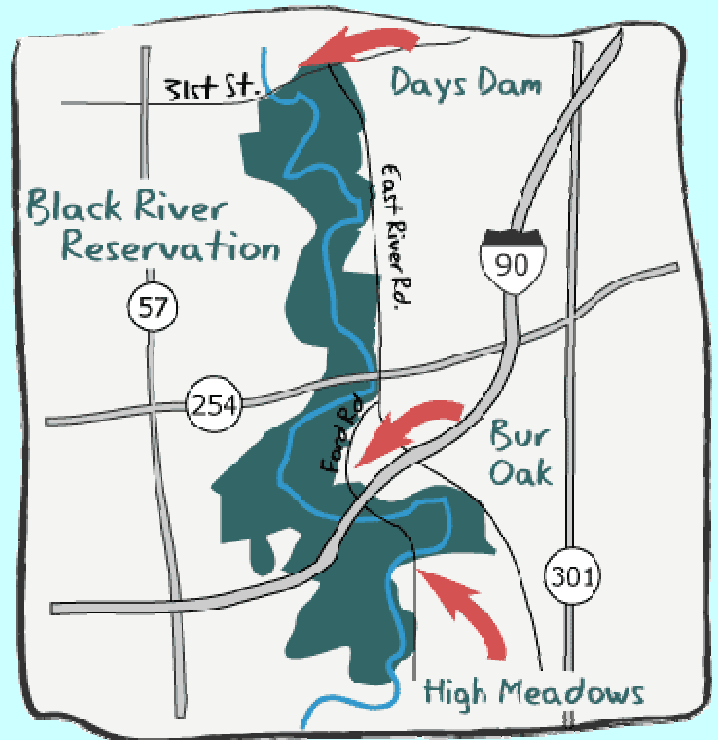 31st St.
Days Dam
East River Rd.
Black River
Reservation
90
57
254
Ford Rd
Bur
Oak
301
High Meadows